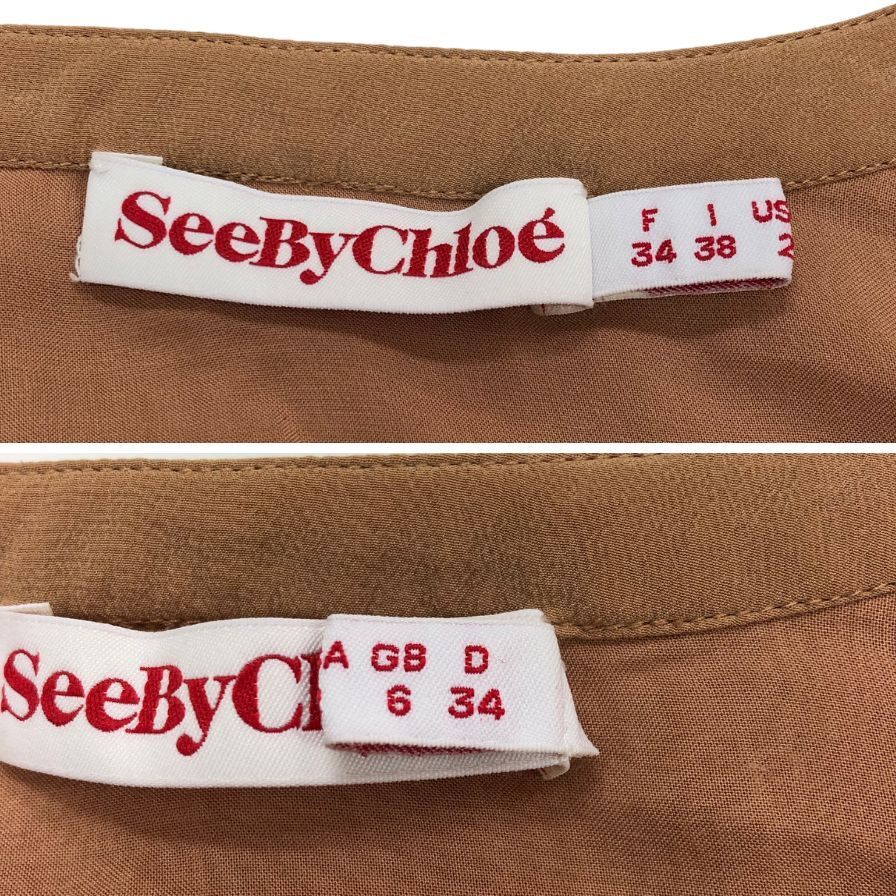 SeeByChloé
F I US
34 38 2
SeeByCh
A GB D
6 34